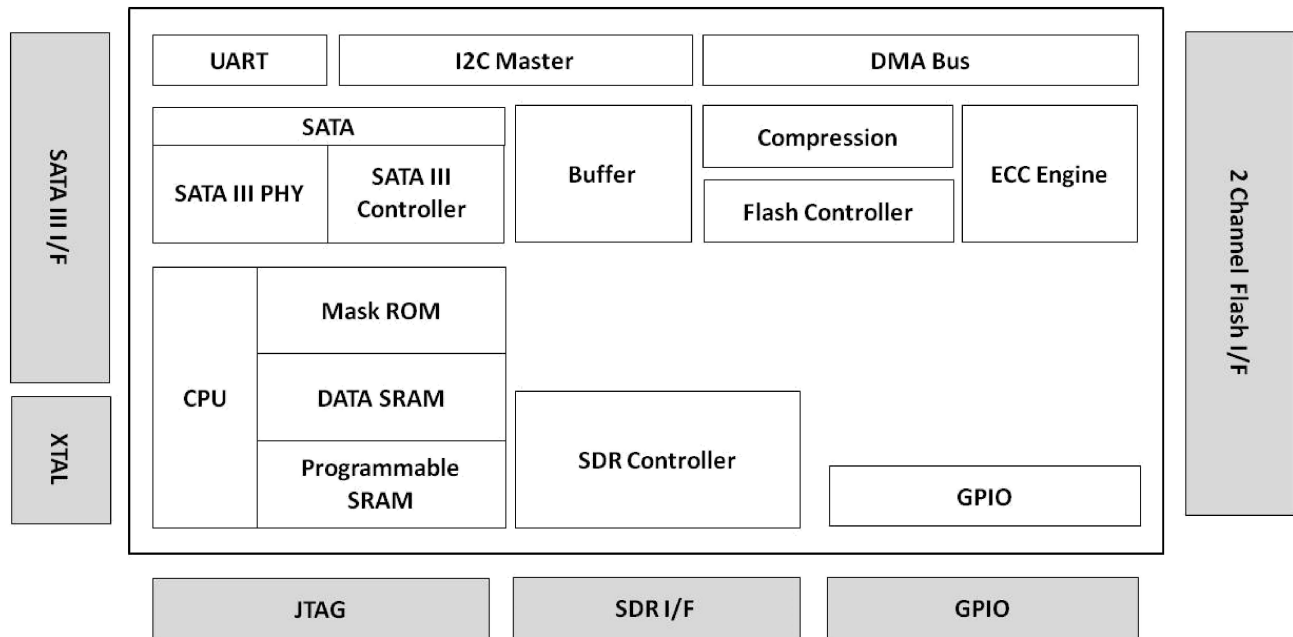 UART
I2C Master
DMA Bus
SATA III I/F
SATA
SATA III PHY
SATA III
Controller
Buffer
Compression
Flash Controller
ECC Engine
2 Channel Flash I/F
CPU
Mask ROM
DATA SRAM
Programmable
SRAM
SDR Controller
GPIO
XTAL
JTAG
SDR I/F
GPIO